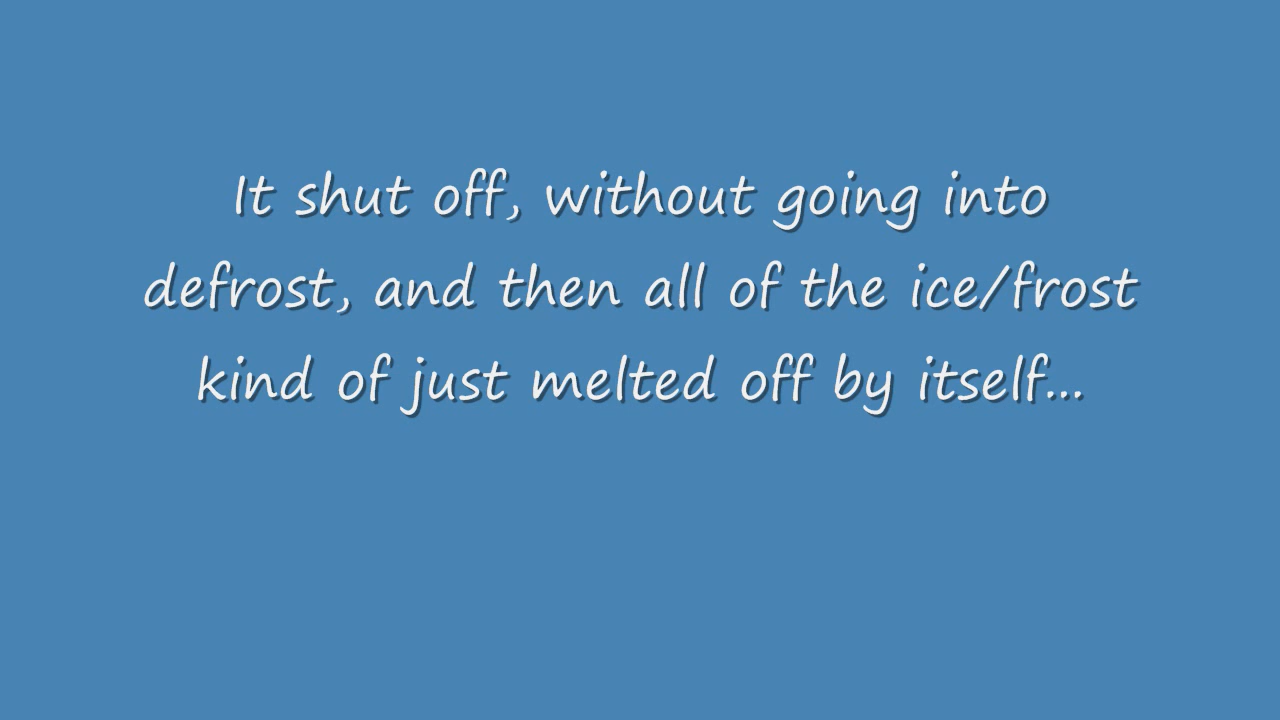 It shut off, without going into
defrost, and then all of the ice/frost
kind of just melted off by itself...